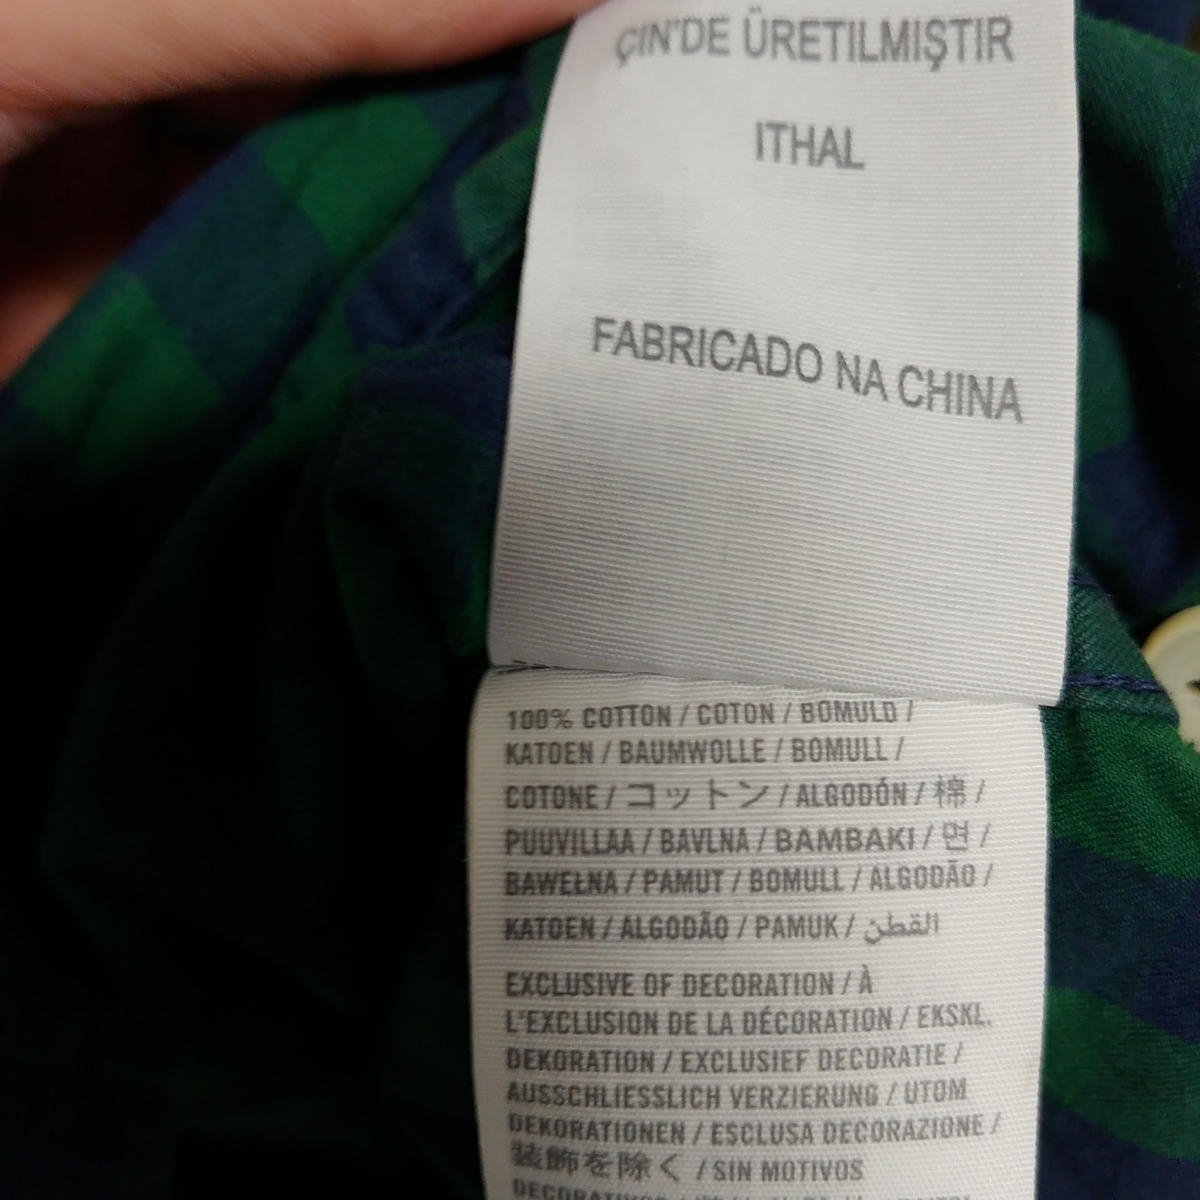 ÇIN'DE ÜRETILMIŞTIR
ITHAL
FABRICADO NA CHINA
100% COTTON / COTON / BOMULD /
KATOEN / BAUMWOLLE / BOMULL /
COTONE / コットン / ALGODÓN / 棉 /
PUUVILLAA / BAVLNA / BAMBAKI / 면 /
BAWEŁNA / PAMUT / BOMULL / ALGODÃO /
KATOEN / ALGODÃO / PAMUK / القطن
EXCLUSIVE OF DECORATION / À
L'EXCLUSION DE LA DÉCORATION / EKSKL.
DEKORATION / EXCLUSIEF DECORATIE /
AUSSCHLIESSLICH VERZIERUNG / UTOM
DEKORATIONEN / ESCLUSA DECORAZIONE /
装飾を除く / SIN MOTIVOS